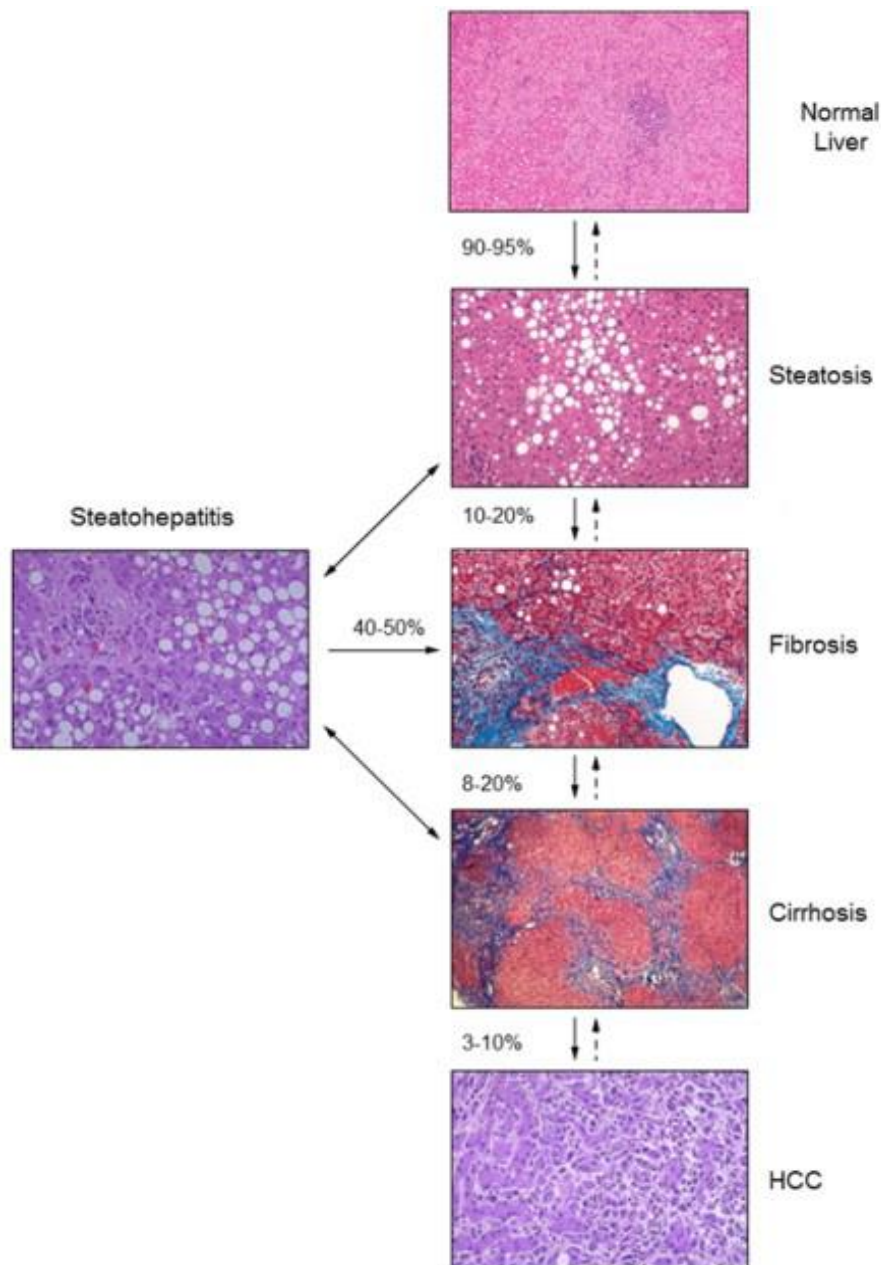 Normal
Liver
90-95%
Steatosis
Steatohepatitis
10-20%
40-50%
Fibrosis
8-20%
Cirrhosis
3-10%
HCC